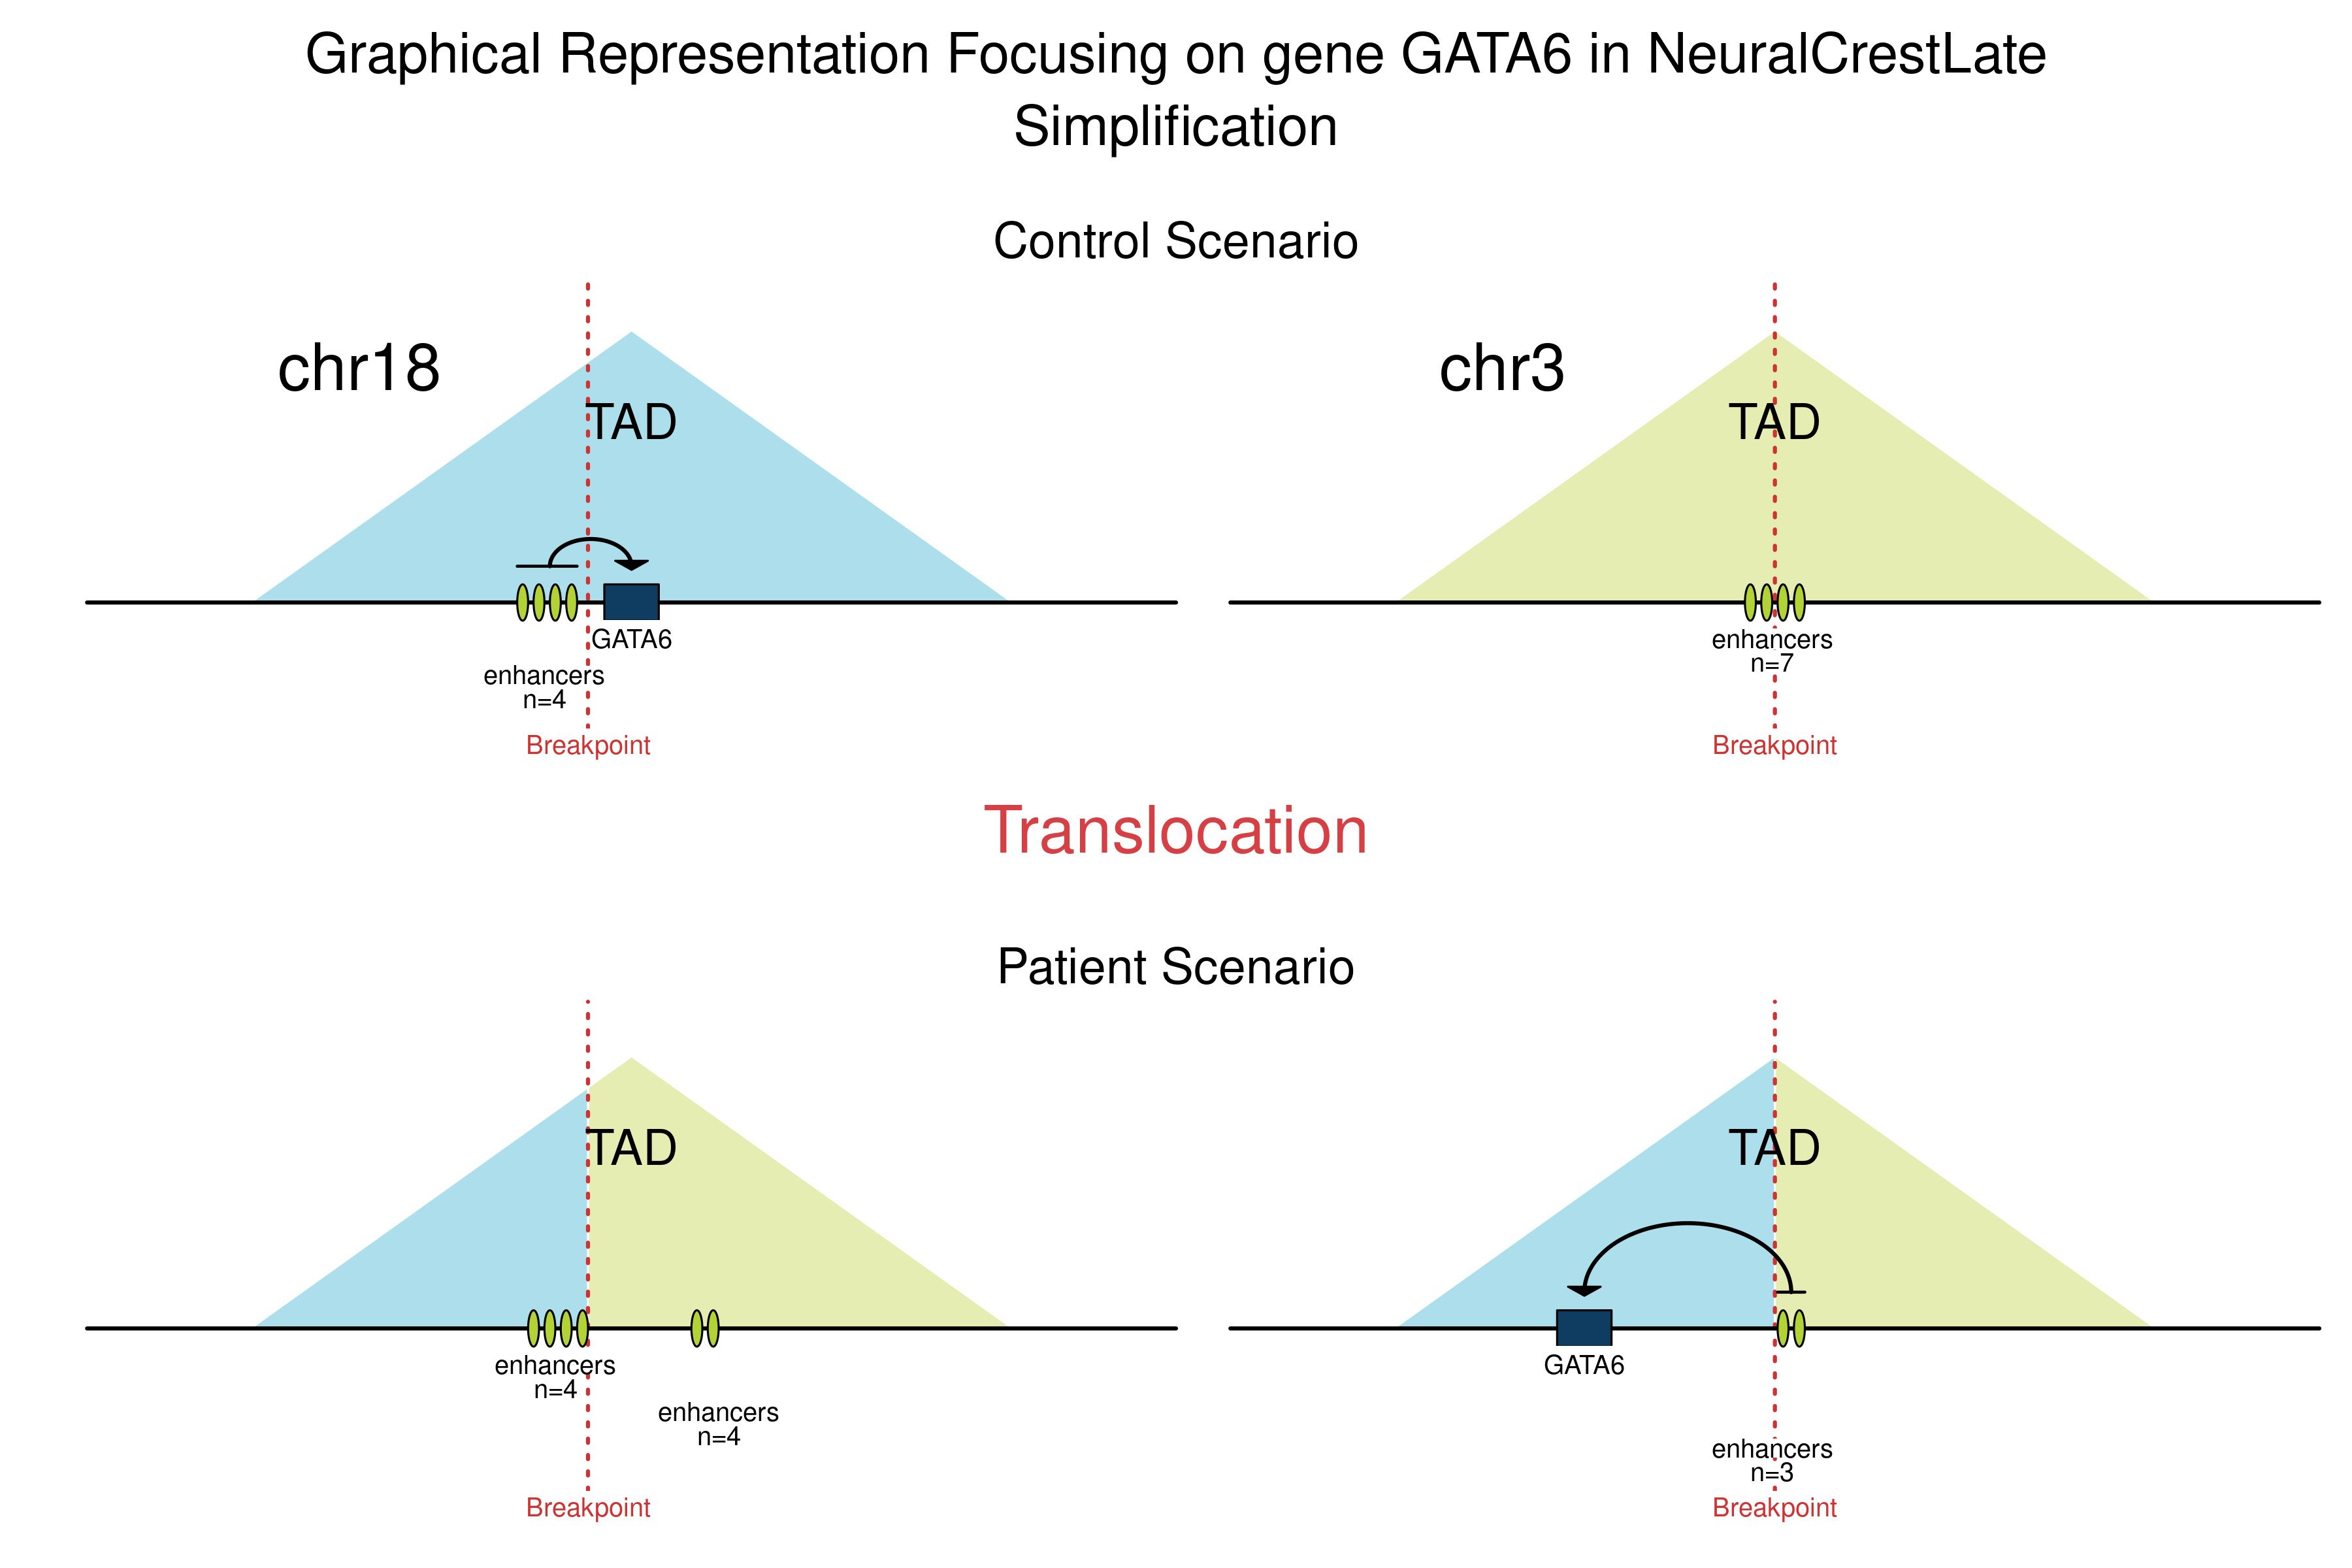 Graphical Representation Focusing on gene GATA6 in NeuralCrestLate
Simplification
Control Scenario
chr18
chr3
TAD
TAD
GATA6
enhancers
n=4
enhancers
n=7
Breakpoint
Breakpoint
Translocation
Patient Scenario
TAD
TAD
enhancers
n=4
enhancers
n=4
GATA6
enhancers
n=3
Breakpoint
Breakpoint